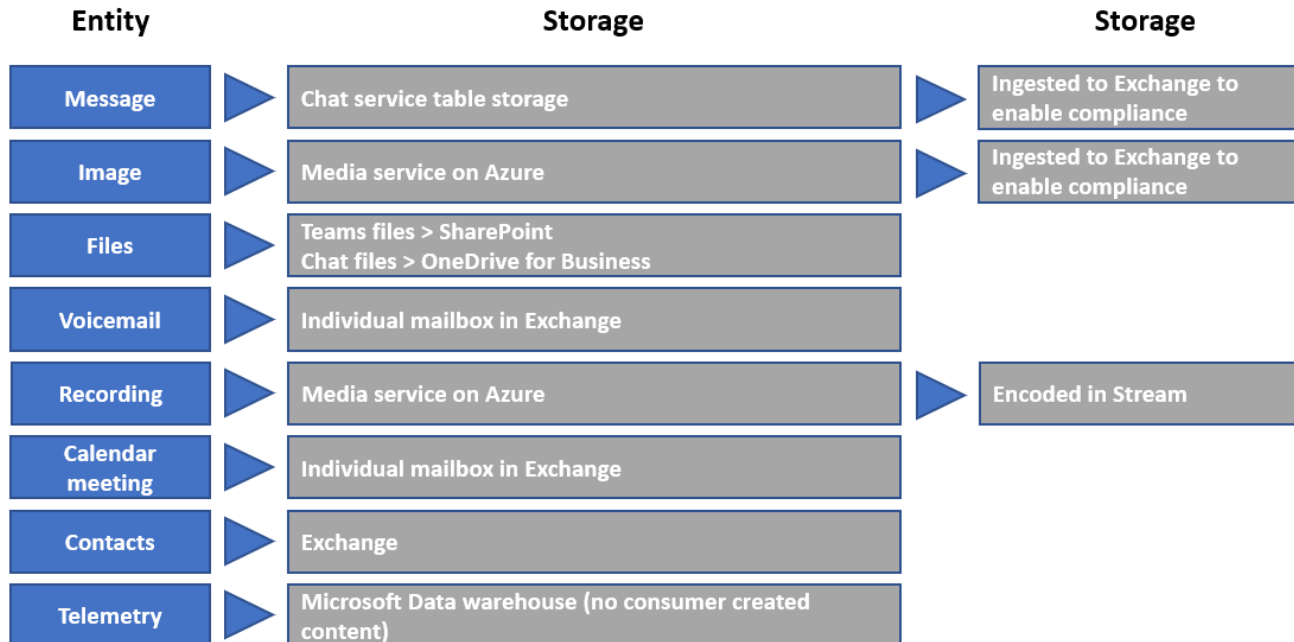 Entity
Storage
Storage
Message
Chat service table storage
Ingested to Exchange to
enable compliance
Image
Media service on Azure
Ingested to Exchange to
enable compliance
Files
Teams files > SharePoint
Chat files > OneDrive for Business
Voicemail
Individual mailbox in Exchange
Recording
Media service on Azure
Encoded in Stream
Calendar
meeting
Individual mailbox in Exchange
Contacts
Exchange
Telemetry
Microsoft Data warehouse (no consumer created
content)